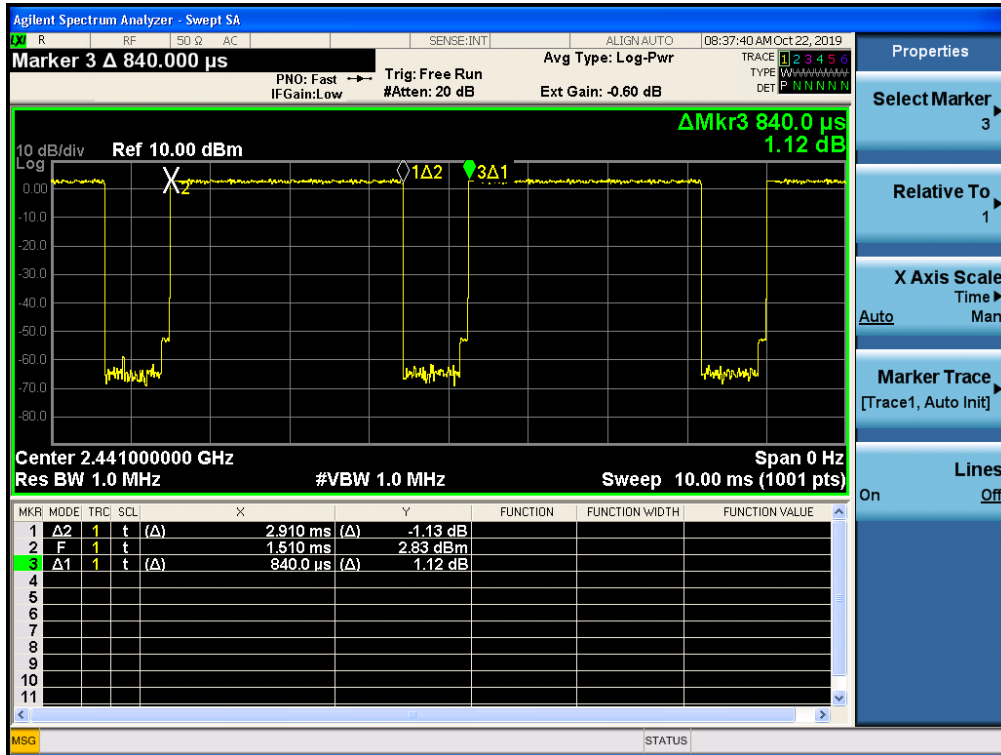 Agilent Spectrum Analyzer - Swept SA
LXI R RF 50 Ω AC SENSE:INT ALIGN AUTO 08:37:40 AM Oct 22, 2019
Marker 3 Δ 840.000 µs
PNO: Fast
IFGain:Low
Trig: Free Run
#Atten: 20 dB
Avg Type: Log-Pwr
Ext Gain: -0.60 dB
TRACE 1 2 3 4 5 6
TYPE W
DET P N N N N N
ΔMkr3 840.0 µs
1.12 dB
10 dB/div Ref 10.00 dBm
Log
0.00
-10.0
-20.0
-30.0
-40.0
-50.0
-60.0
-70.0
-80.0
X2
1Δ2
3Δ1
Center 2.441000000 GHz Span 0 Hz
Res BW 1.0 MHz #VBW 1.0 MHz Sweep 10.00 ms (1001 pts)
MKR MODE TRC SCL X Y FUNCTION FUNCTION WIDTH FUNCTION VALUE
1 Δ2 1 t (Δ) 2.910 ms (Δ) -1.13 dB
2 F 1 t 1.510 ms 2.83 dBm
3 Δ1 1 t (Δ) 840.0 µs (Δ) 1.12 dB
4
5
6
7
8
9
10
11
MSG STATUS
Properties
Select Marker
3
Relative To
1
X Axis Scale
Time
Auto Man
Marker Trace
[Trace1, Auto Init]
Lines
On Off